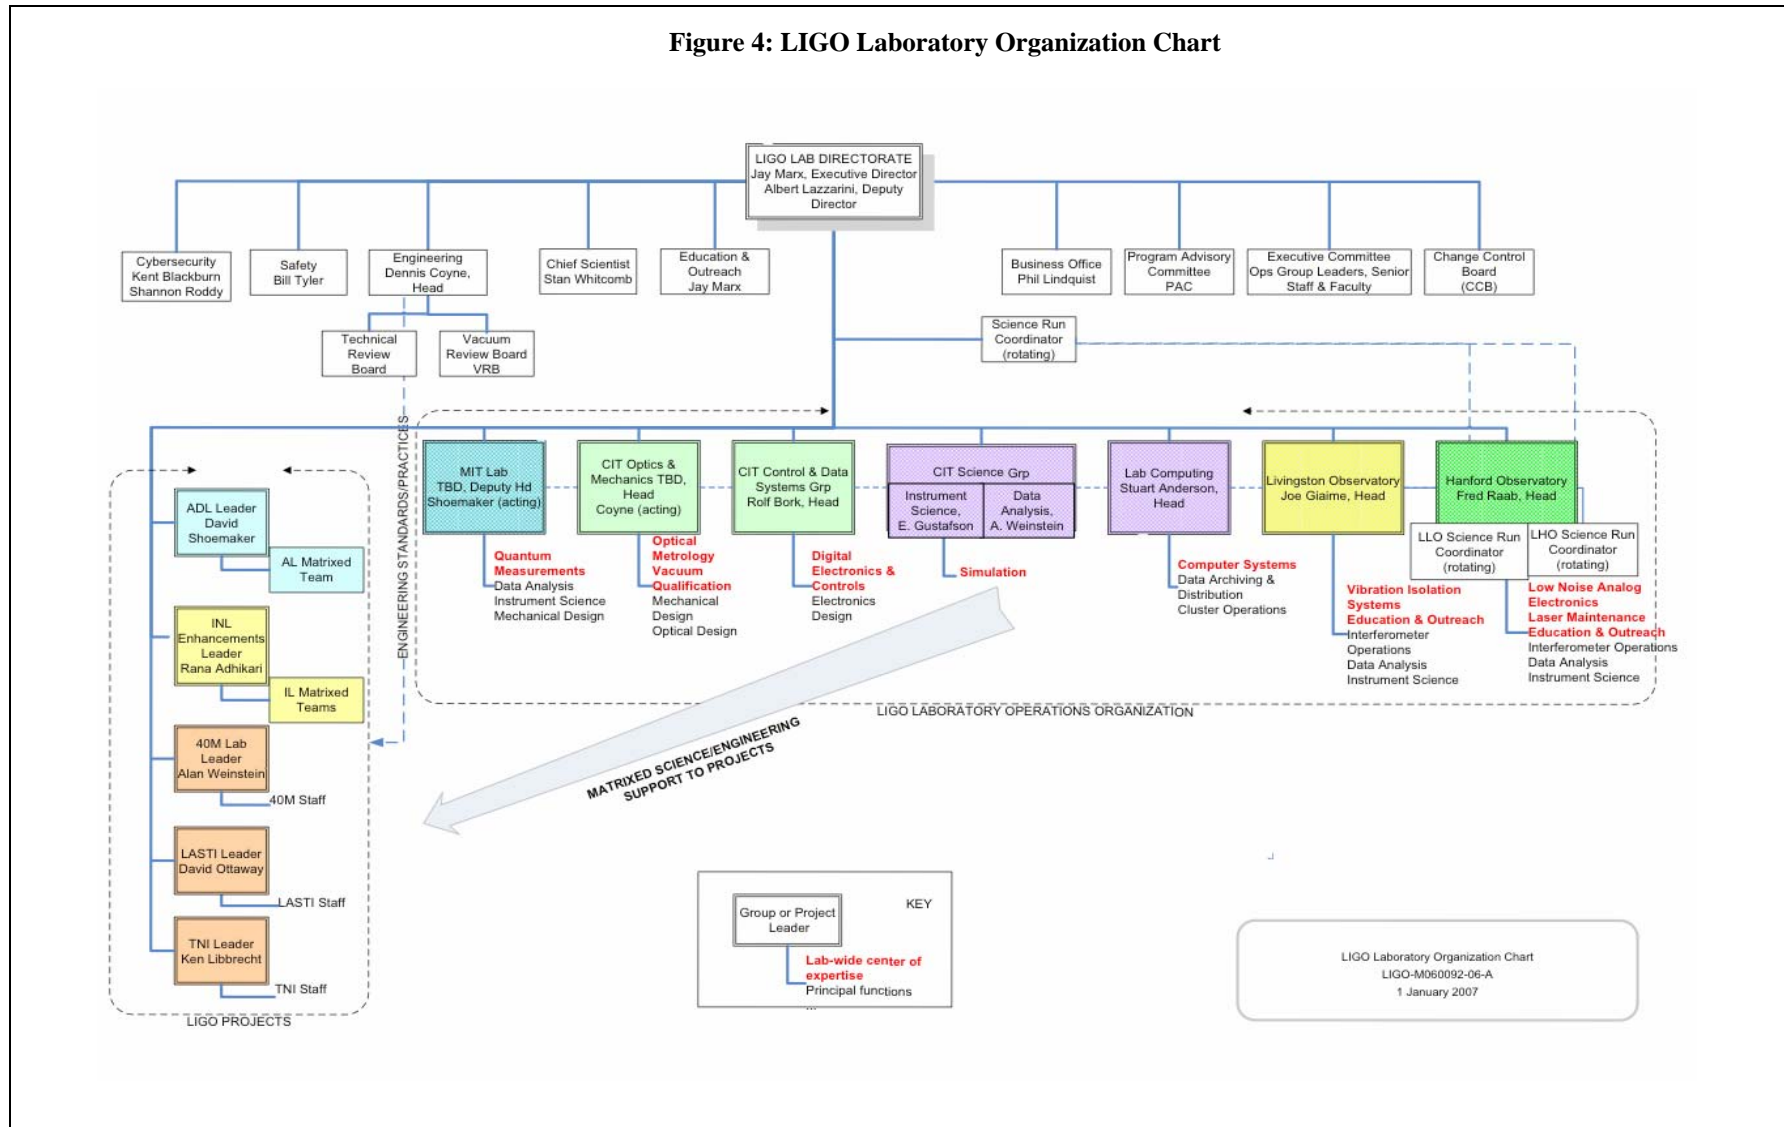 Figure 4: LIGO Laboratory Organization Chart
LIGO LAB DIRECTORATE
Jay Marx, Executive Director
Albert Lazzarini, Deputy
Director
Cybersecurity
Kent Blackburn
Shannon Roddy
Safety
Bill Tyler
Engineering
Dennis Coyne,
Head
Chief Scientist
Stan Whitcomb
Education &
Outreach
Jay Marx
Business Office
Phil Lindquist
Program Advisory
Committee
PAC
Executive Committee
Ops Group Leaders, Senior
Staff & Faculty
Change Control
Board
(CCB)
Technical
Review
Board
Vacuum
Review Board
VRB
Science Run
Coordinator
(rotating)
ENGINEERING STANDARDS/PRACTICES
MIT Lab
TBD, Deputy Hd
Shoemaker (acting)
Quantum
Measurements
Data Analysis
Instrument Science
Mechanical Design
CIT Optics &
Mechanics TBD,
Head
Coyne (acting)
Optical
Metrology
Vacuum
Qualification
Mechanical
Design
Optical Design
CIT Control & Data
Systems Grp
Rolf Bork, Head
Digital
Electronics &
Controls
Electronics
Design
CIT Science Grp
Instrument
Science,
E. Gustafson
Data
Analysis,
A. Weinstein
Simulation
Lab Computing
Stuart Anderson,
Head
Computer Systems
Data Archiving &
Distribution
Cluster Operations
Livingston Observatory
Joe Giaime, Head
Vibration Isolation
Systems
Education & Outreach
Interferometer
Operations
Data Analysis
Instrument Science
Hanford Observatory
Fred Raab, Head
LLO Science Run
Coordinator
(rotating)
LHO Science Run
Coordinator
(rotating)
Low Noise Analog
Electronics
Laser Maintenance
Education & Outreach
Interferometer Operations
Data Analysis
Instrument Science
LIGO LABORATORY OPERATIONS ORGANIZATION
ADL Leader
David
Shoemaker
AL Matrixed
Team
INL
Enhancements
Leader
Rana Adhikari
IL Matrixed
Teams
40M Lab
Leader
Alan Weinstein
40M Staff
LASTI Leader
David Ottaway
LASTI Staff
TNI Leader
Ken Libbrecht
TNI Staff
LIGO PROJECTS
MATRIXED SCIENCE/ENGINEERING
SUPPORT TO PROJECTS
KEY
Group or Project
Leader
Lab-wide center of
expertise
Principal functions
...
LIGO Laboratory Organization Chart
LIGO-M060092-06-A
1 January 2007